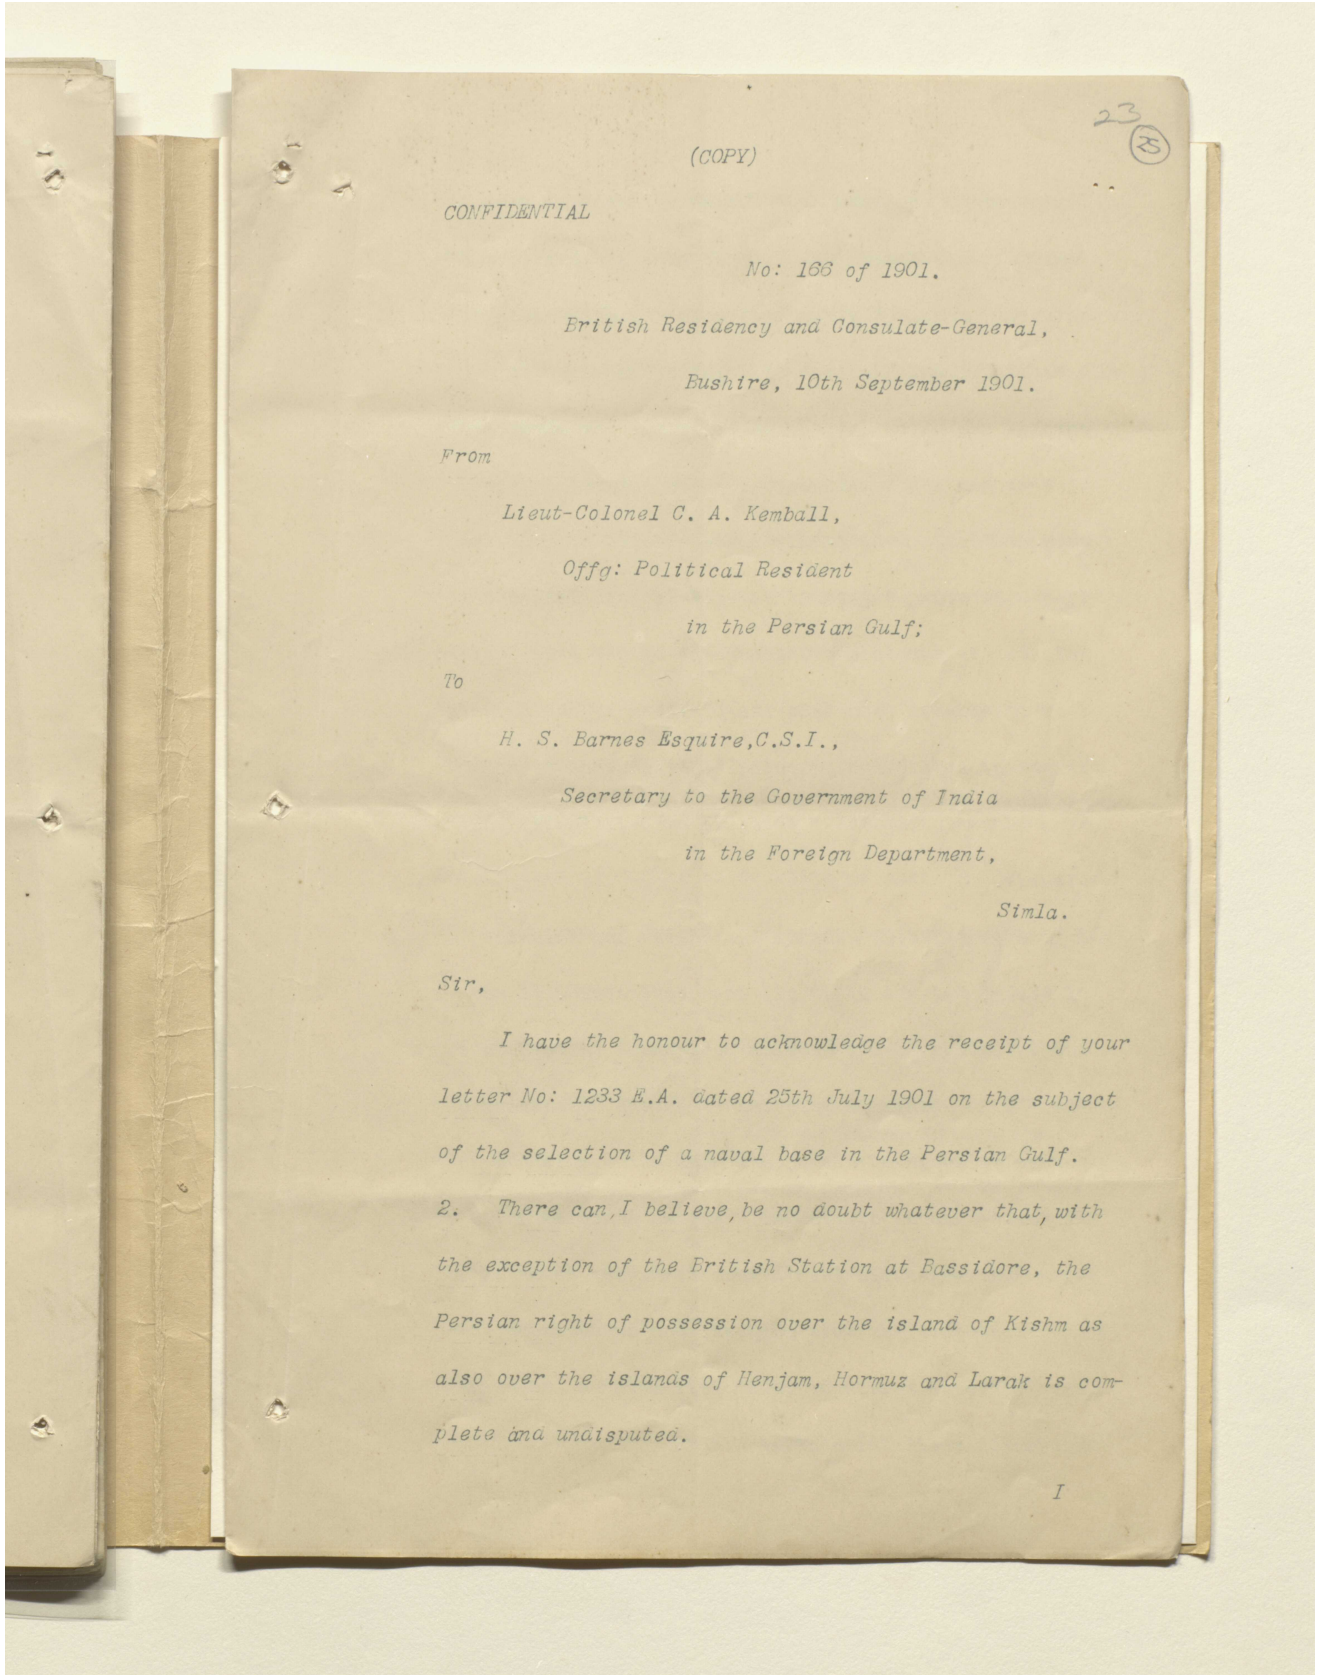 23
25
(COPY)
CONFIDENTIAL
No: 166 of 1901.
British Residency and Consulate-General,
Bushire, 10th September 1901.
From
Lieut-Colonel C. A. Kemball,
Offg: Political Resident
in the Persian Gulf;
To
H. S. Barnes Esquire,C.S.I.,
Secretary to the Government of India
in the Foreign Department,
Simla.
Sir,
I have the honour to acknowledge the receipt of your
letter No: 1233 E.A. dated 25th July 1901 on the subject
of the selection of a naval base in the Persian Gulf.
2. There can, I believe, be no doubt whatever that, with
the exception of the British Station at Bassidore, the
Persian right of possession over the island of Kishm as
also over the islands of Henjam, Hormuz and Larak is com-
plete and undisputed.
I